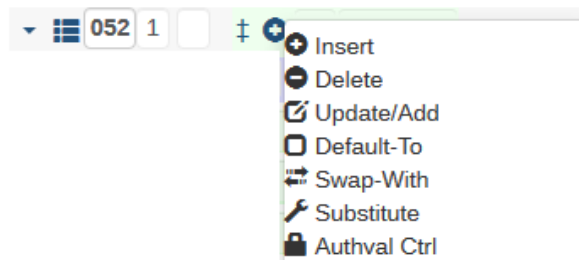 052 1 ‡
Insert
Delete
Update/Add
Default-To
Swap-With
Substitute
Authval Ctrl